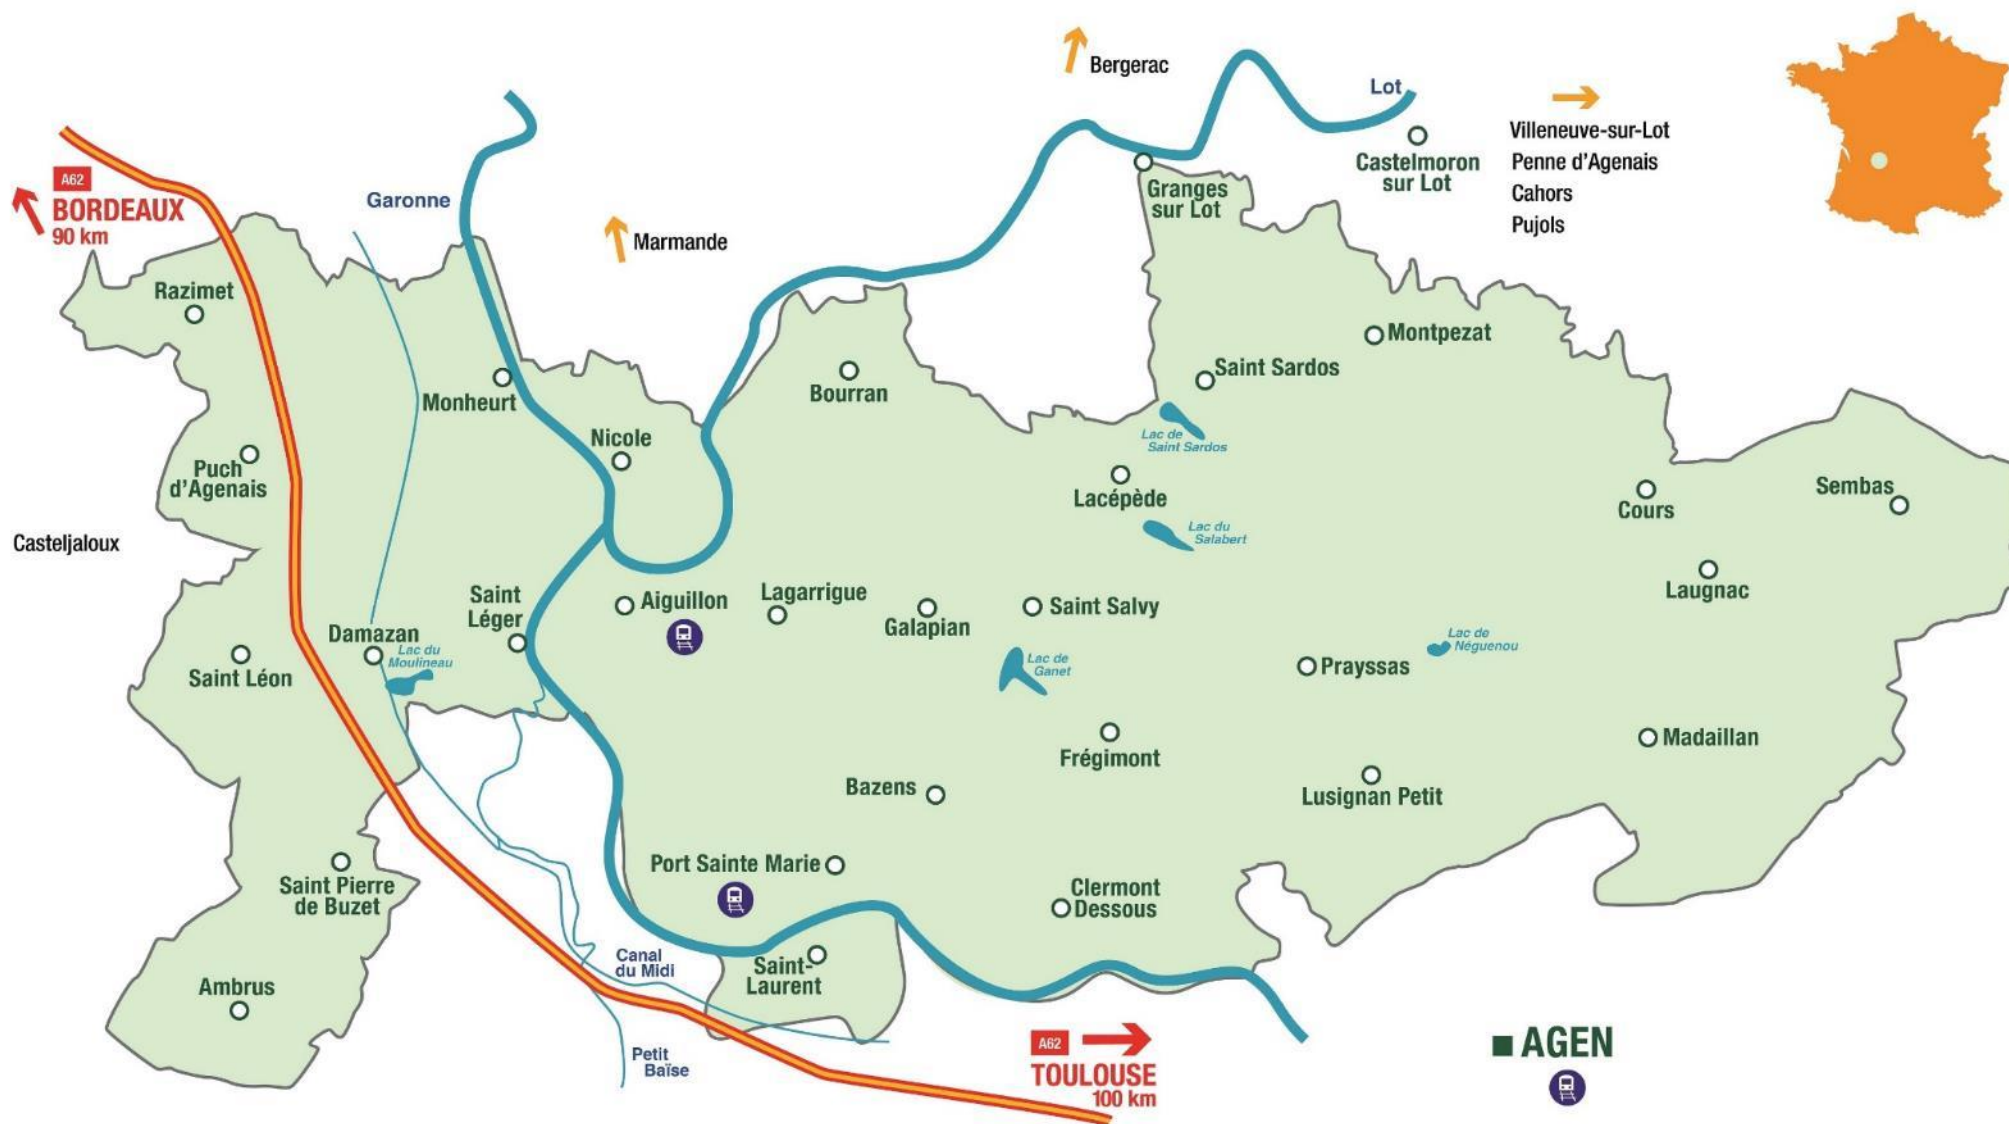 Bergerac
Lot
Villeneuve-sur-Lot
Penne d'Agenais
Cahors
Pujols
Castelmoron
sur Lot
Granges
sur Lot
A62
BORDEAUX
90 km
Garonne
Marmande
Razimet
Monheurt
Nicole
Bourran
Saint Sardos
Montpezat
Lac de
Saint Sardos
Puch
d'Agenais
Lacépède
Lac du
Salabert
Cours
Sembas
Casteljaloux
Laugnac
Saint
Léger
Aiguillon
Lagarrigue
Galapian
Saint Salvy
Damazan
Lac du
Moulineau
Saint Léon
Lac de
Ganet
Prayssas
Lac de
Néguenou
Frégimont
Madaillan
Bazens
Lusignan Petit
Port Sainte Marie
Saint Pierre
de Buzet
Clermont
Dessous
Canal
du Midi
Saint-
Laurent
Ambrus
Petit
Baïse
A62
TOULOUSE
100 km
AGEN